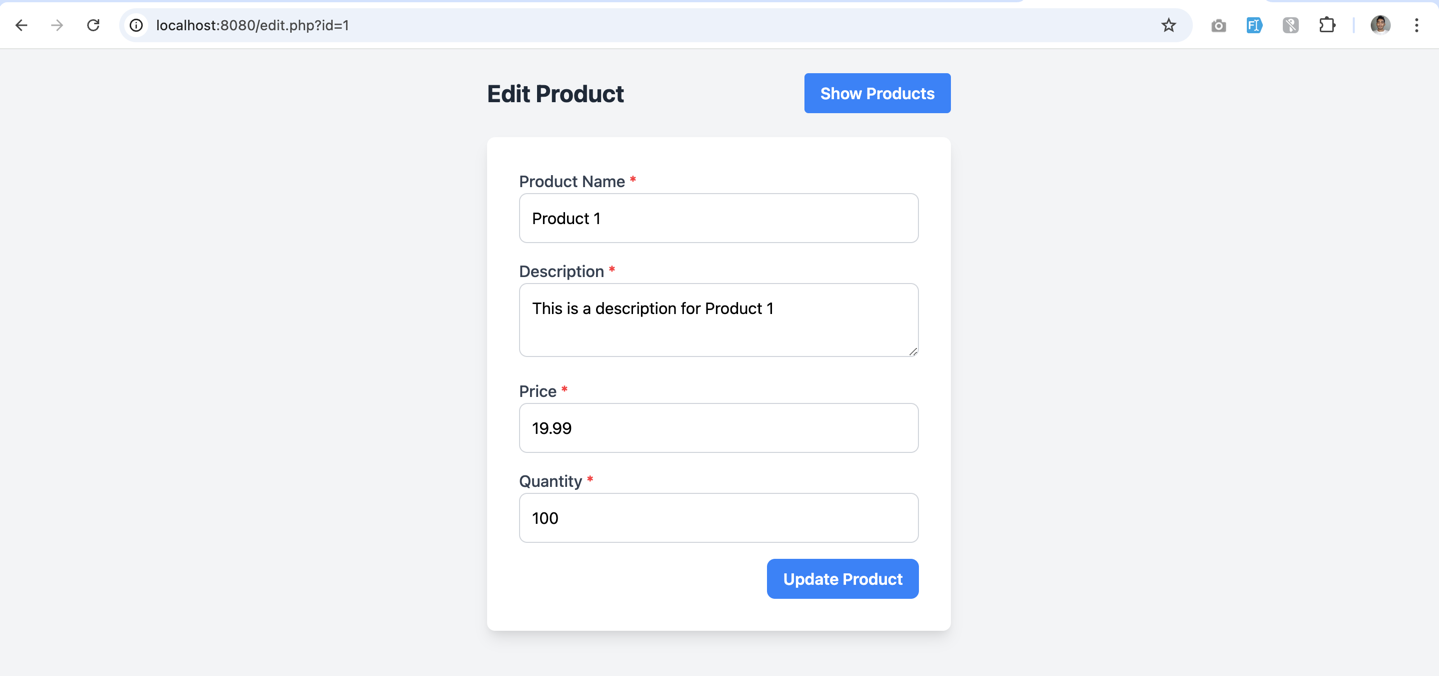 localhost:8080/edit.php?id=1
Edit Product
Show Products
Product Name *
Product 1
Description *
This is a description for Product 1
Price *
19.99
Quantity *
100
Update Product